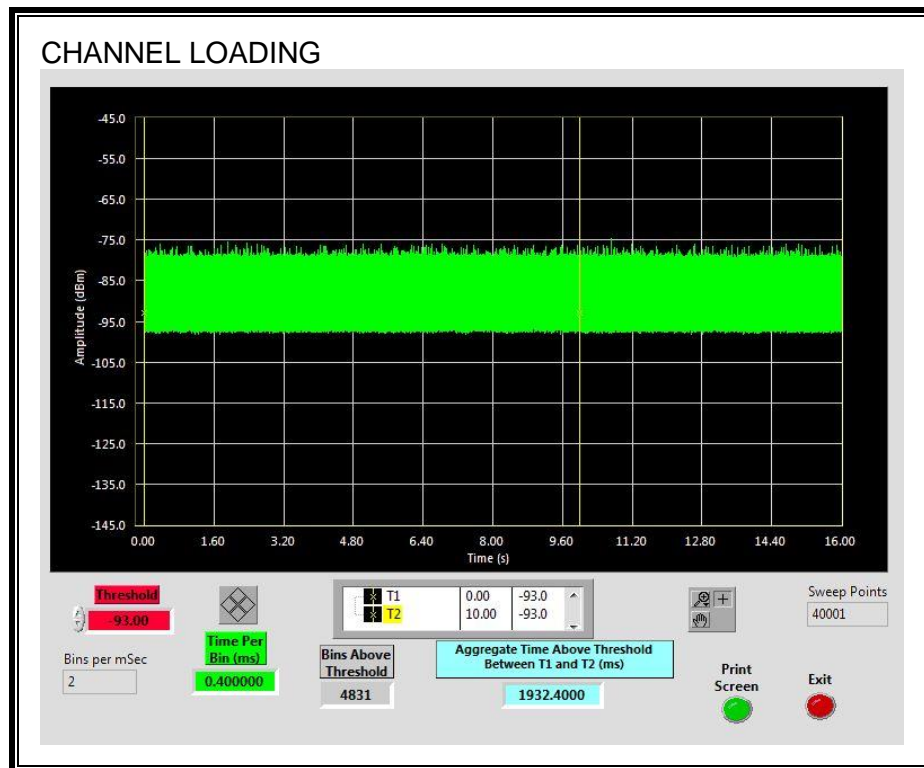 CHANNEL LOADING
-45.0
-55.0
-65.0
-75.0
-85.0
-95.0
-105.0
-115.0
-125.0
-135.0
-145.0
Amplitude (dBm)
0.00 1.60 3.20 4.80 6.40 8.00 9.60 11.20 12.80 14.40 16.00
Time (s)
Threshold
-93.00
Bins per mSec
2
Time Per
Bin (ms)
0.400000
T1 0.00 -93.0
T2 10.00 -93.0
Bins Above
Threshold
4831
Aggregate Time Above Threshold
Between T1 and T2 (ms)
1932.4000
Sweep Points
40001
Print
Screen
Exit